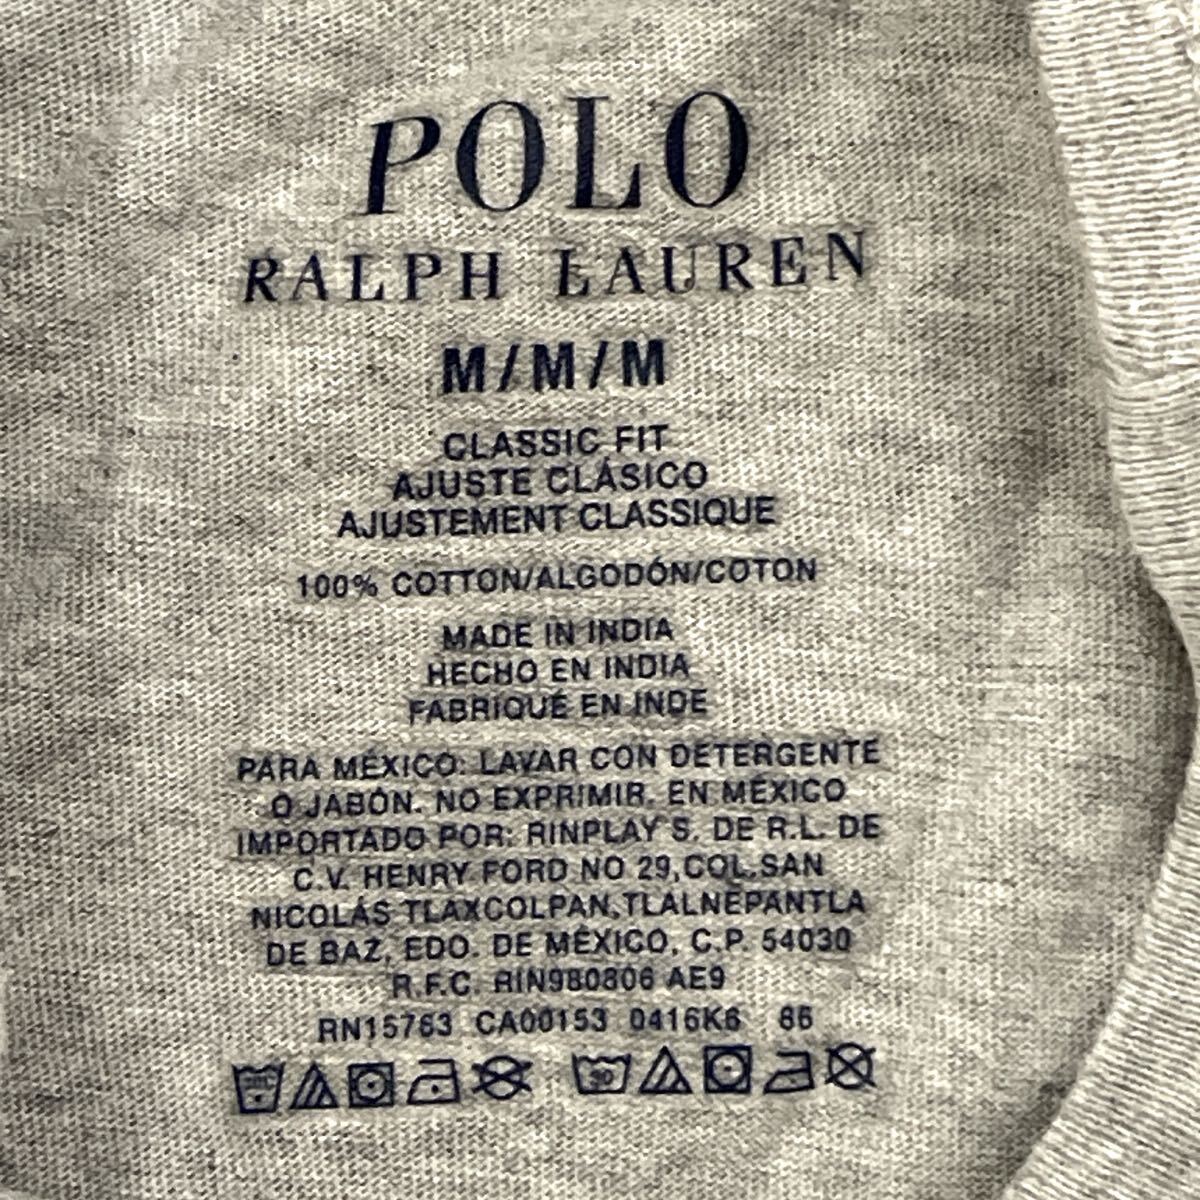 POLO
RALPH LAUREN
M/M/M
CLASSIC FIT
AJUSTE CLÁSICO
AJUSTEMENT CLASSIQUE
100% COTTON/ALGODÓN/COTON
MADE IN INDIA
HECHO EN INDIA
FABRIQUÉ EN INDE
PARA MÉXICO: LAVAR CON DETERGENTE
O JABÓN. NO EXPRIMIR. EN MÉXICO
IMPORTADO POR: RINPLAY S. DE R.L. DE
C.V. HENRY FORD NO 29,COL.SAN
NICOLÁS TLAXCOLPAN,TLALNEPANTLA
DE BAZ, EDO. DE MÉXICO, C.P. 54030
R.F.C. RIN980806 AE9
RN15763 CA00153 0416K6 86
30